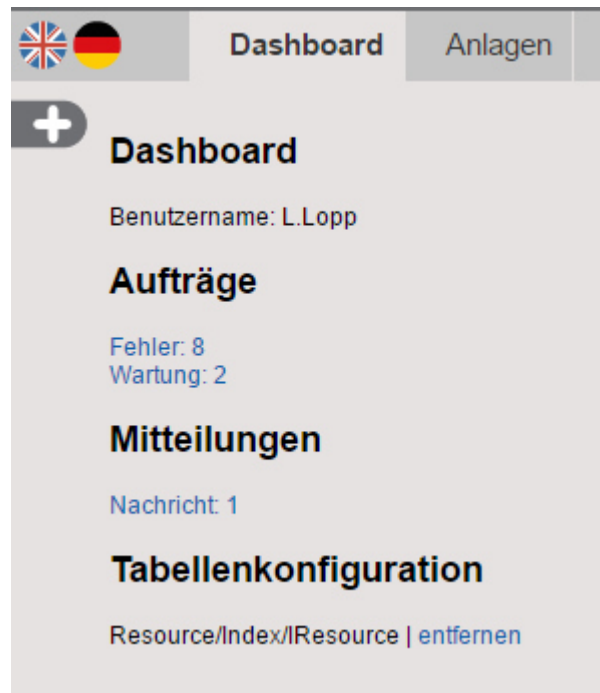 Dashboard Anlagen
Dashboard
Benutzername: L.Lopp
Aufträge
Fehler: 8
Wartung: 2
Mitteilungen
Nachricht: 1
Tabellenkonfiguration
Resource/Index/IResource | entfernen